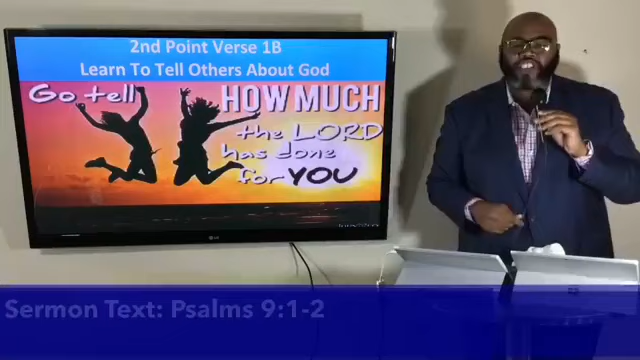 2nd Point Verse 1B
Learn To Tell Others About God
Go tell HOW MUCH
the LORD
has done
for YOU
LG
Sermon Text: Psalms 9:1-2